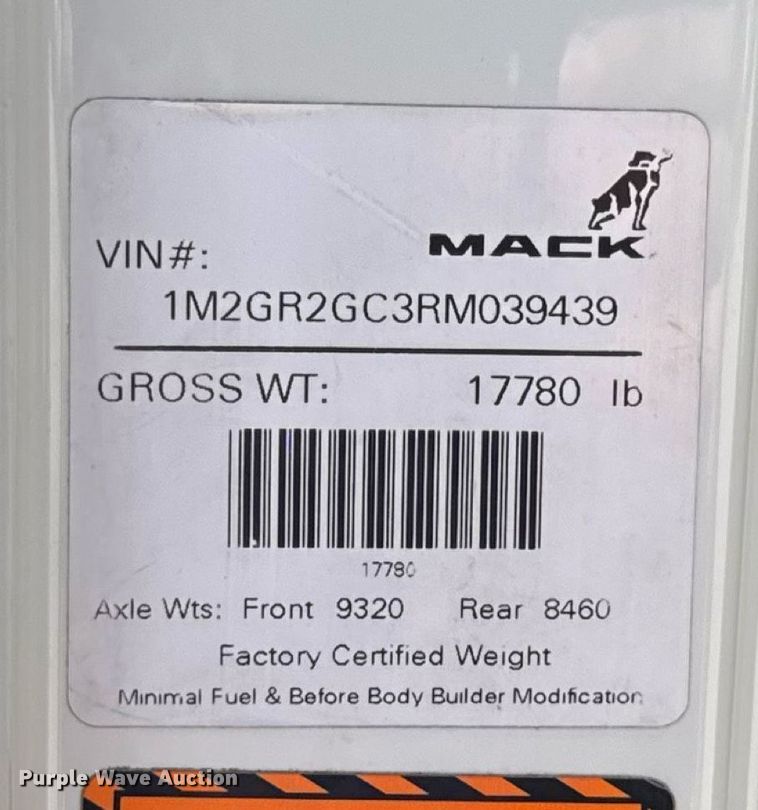 MACK
VIN#:
1M2GR2GC3RM039439
GROSS WT: 17780 lb
17780
Axle Wts: Front 9320 Rear 8460
Factory Certified Weight
Minimal Fuel & Before Body Builder Modification
Purple Wave Auction